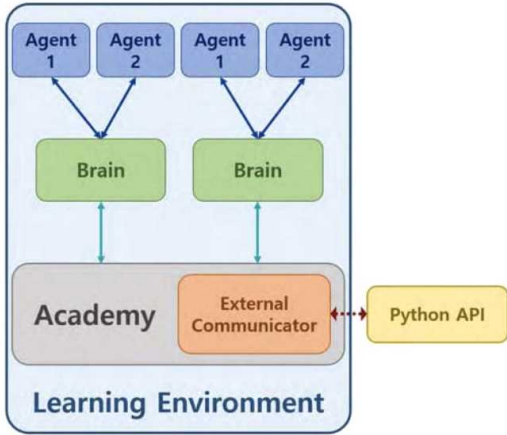 Agent
1
Agent
2
Agent
1
Agent
2
Brain
Brain
Academy
External
Communicator
Python API
Learning Environment